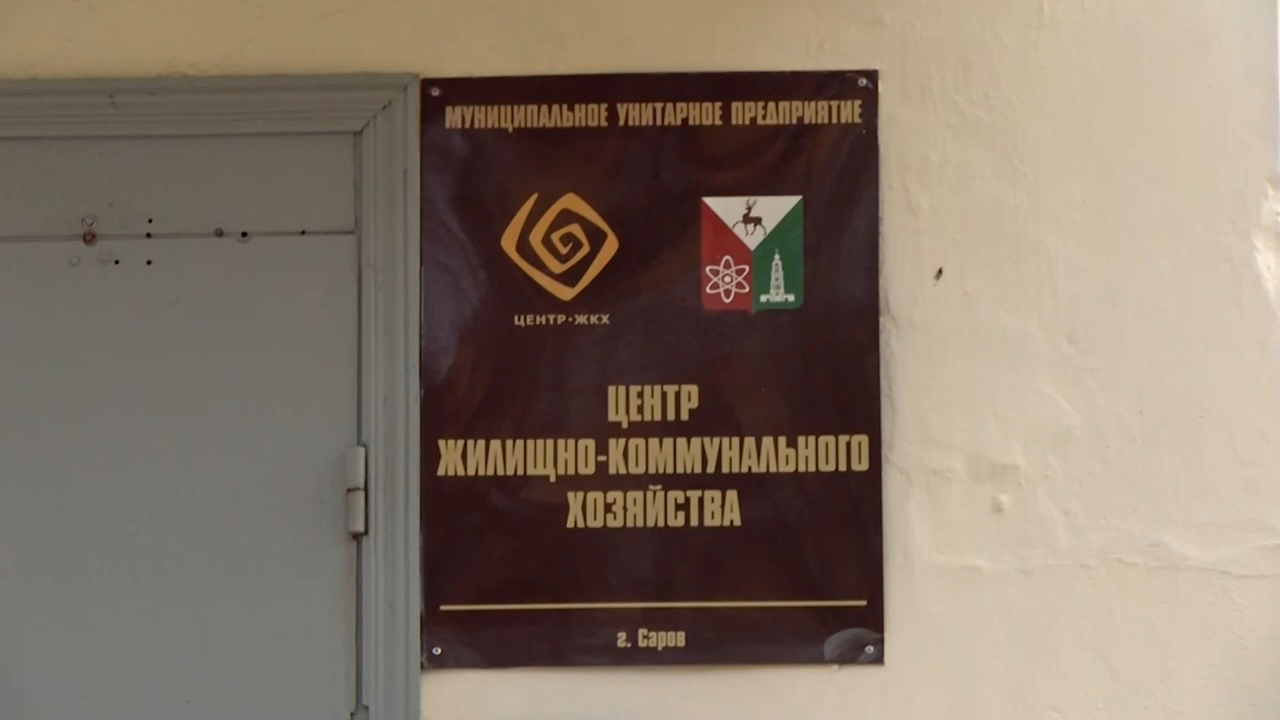 МУНИЦИПАЛЬНОЕ УНИТАРНОЕ ПРЕДПРИЯТИЕ
ЦЕНТР•ЖКХ
ЦЕНТР
ЖИЛИЩНО-КОММУНАЛЬНОГО
ХОЗЯЙСТВА
г. Саров